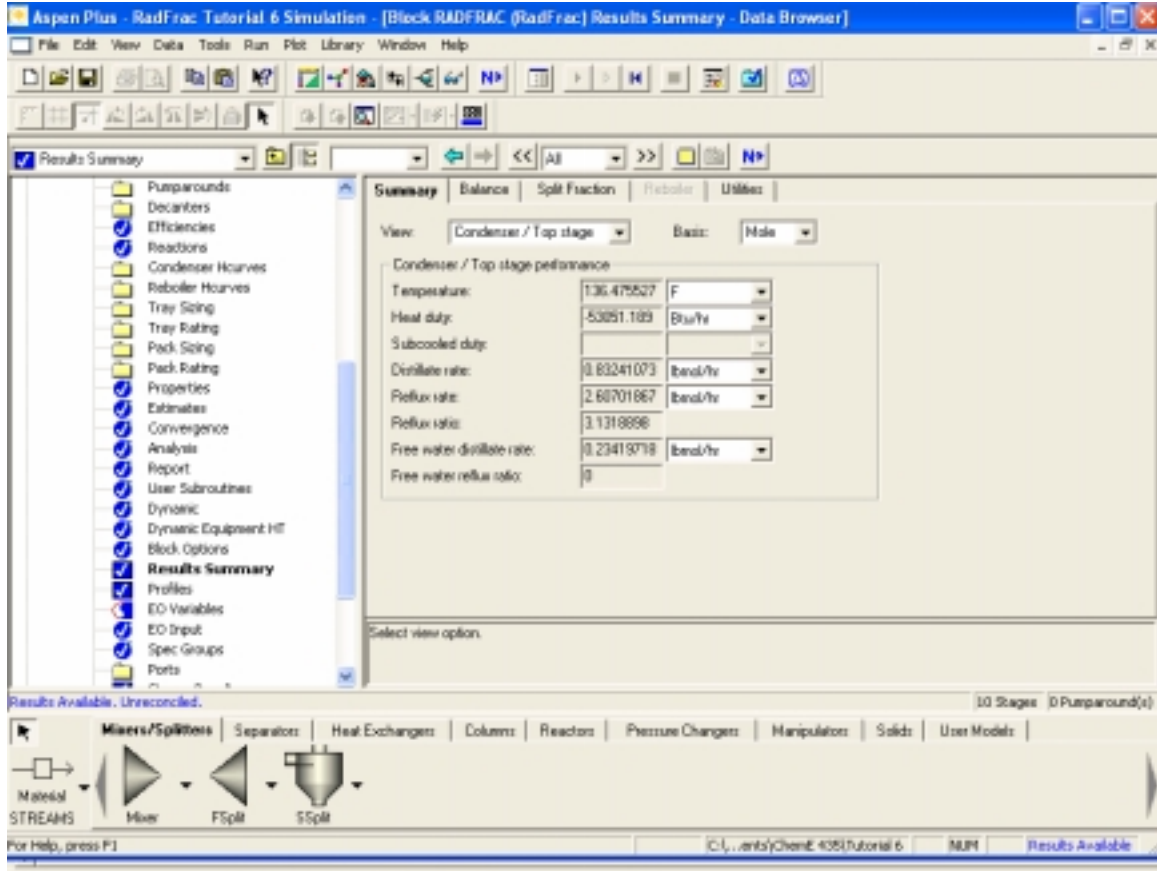 Aspen Plus - RadFrac Tutorial 6 Simulation - [Block RADFRAC (RadFrac) Results Summary - Data Browser]
File Edit View Data Tools Run Plot Library Window Help
N>
Results Summary
<< All >> N>
Pumparounds
Decanters
Efficiencies
Reactions
Condenser Hcurves
Reboiler Hcurves
Tray Sizing
Tray Rating
Pack Sizing
Pack Rating
Properties
Estimates
Convergence
Analysis
Report
User Subroutines
Dynamic
Dynamic Equipment HT
Block Options
Results Summary
Profiles
EO Variables
EO Input
Spec Groups
Ports
Summary Balance Split Fraction Reboiler Utilities
View: Condenser / Top stage Basis: Mole
Condenser / Top stage performance
Temperature: 136.475527 F
Heat duty: -53051.189 Btu/hr
Subcooled duty:
Distillate rate: 0.83241073 lbmol/hr
Reflux rate: 2.60701867 lbmol/hr
Reflux ratio: 3.1318898
Free water distillate rate: 0.23419718 lbmol/hr
Free water reflux ratio: 0
Select view option.
Results Available. Unreconciled. 10 Stages 0 Pumparound(s)
Mixers/Splitters Separators Heat Exchangers Columns Reactors Pressure Changers Manipulators Solids User Models
Material
STREAMS Mixer FSplit SSplit
For Help, press F1 C:\...ents\ChemE 435\Tutorial 6 NUM Results Available